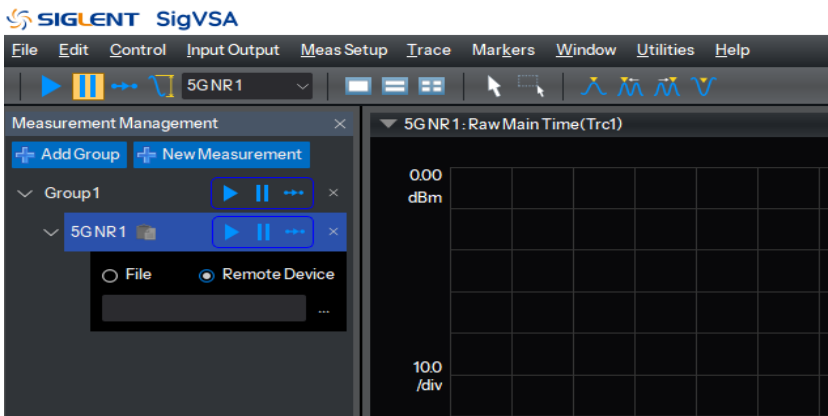 SIGLENT SigVSA
File Edit Control Input Output Meas Setup Trace Markers Window Utilities Help
5G NR 1
Measurement Management
5G NR 1: Raw Main Time(Trc1)
Add Group New Measurement
0.00
dBm
Group1
5G NR 1
File Remote Device
...
10.0
/div